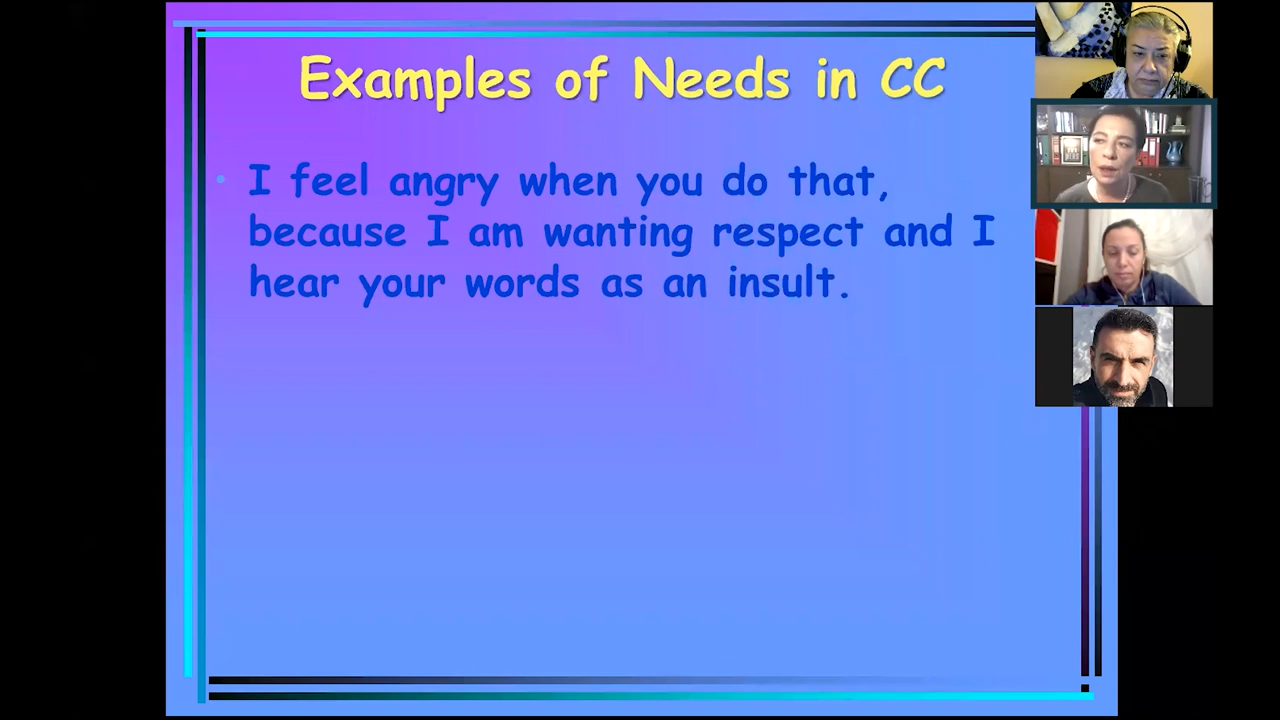 Examples of Needs in CC
• I feel angry when you do that,
because I am wanting respect and I
hear your words as an insult.